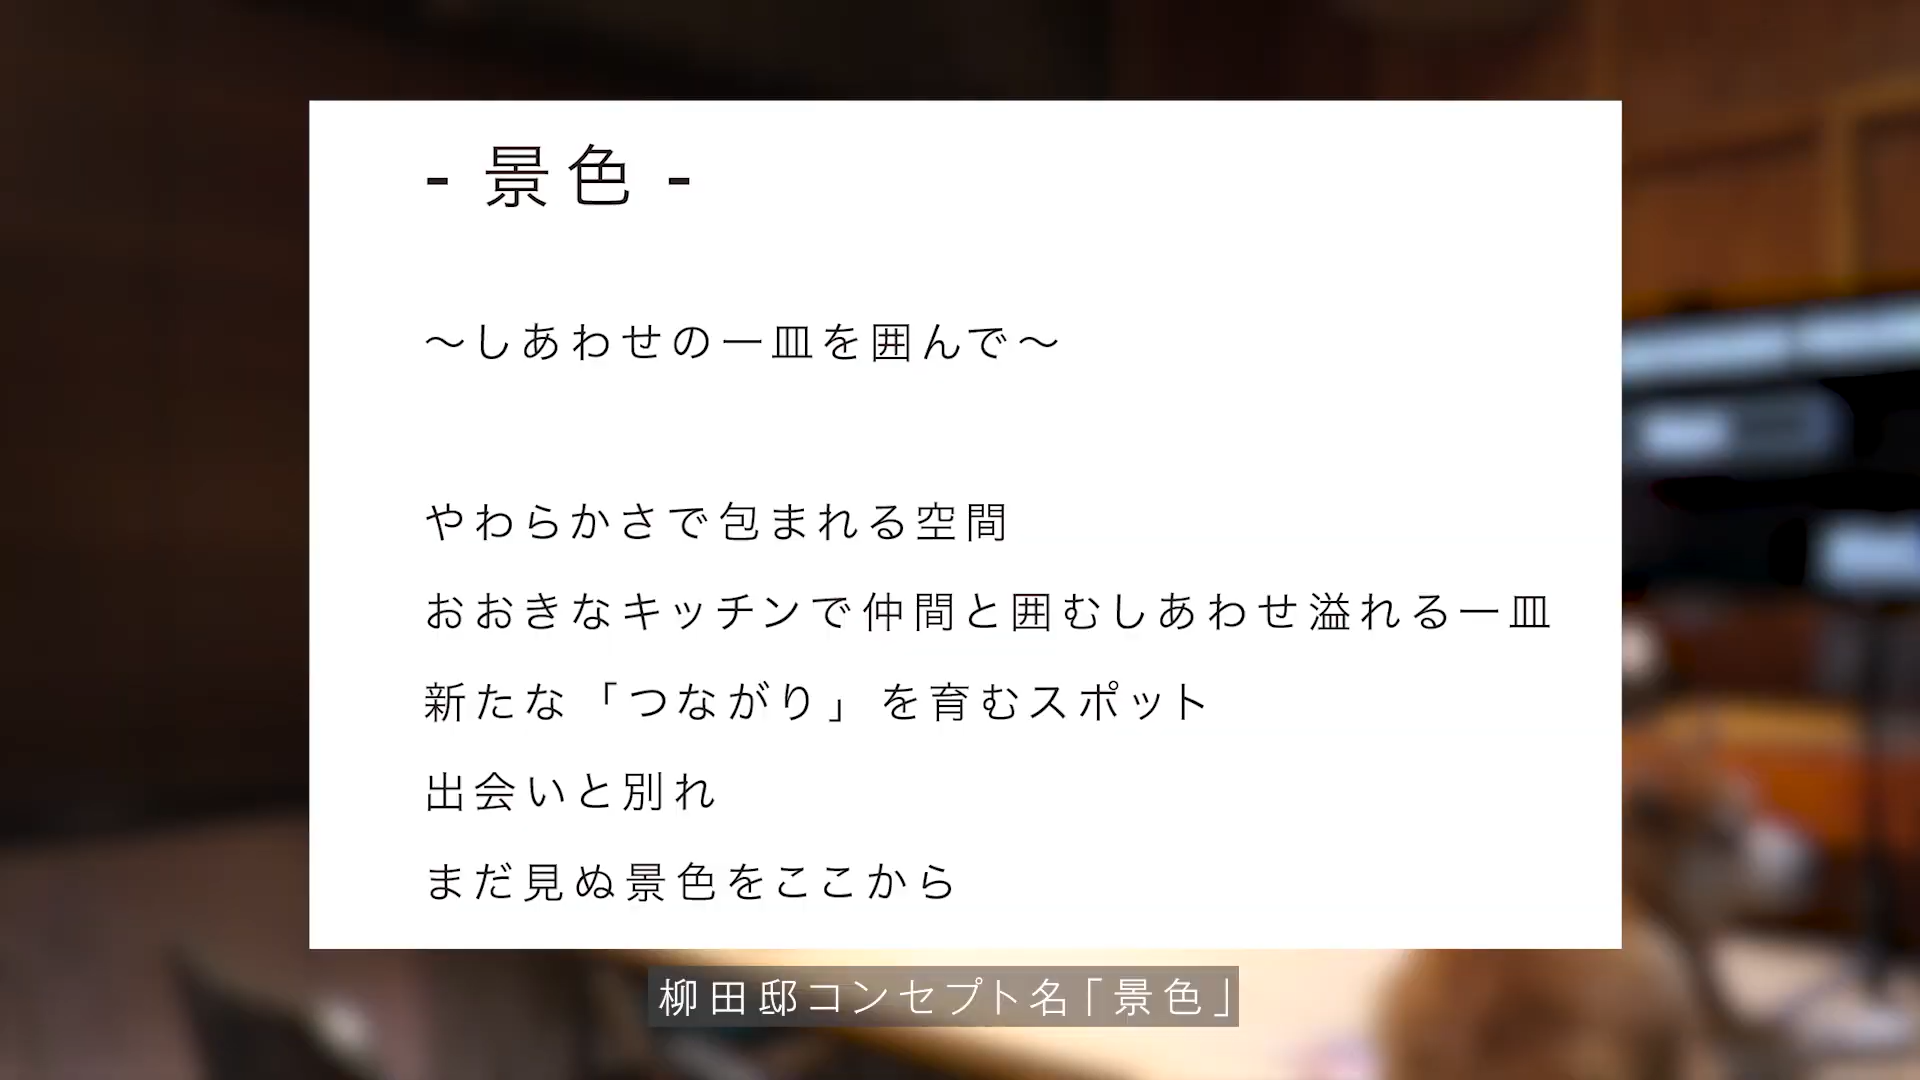 - 景色 -
～しあわせの一皿を囲んで～
やわらかさで包まれる空間
おおきなキッチンで仲間と囲むしあわせ溢れる一皿
新たな「つながり」を育むスポット
出会いと別れ
まだ見ぬ景色をここから
柳田邸コンセプト名「景色」